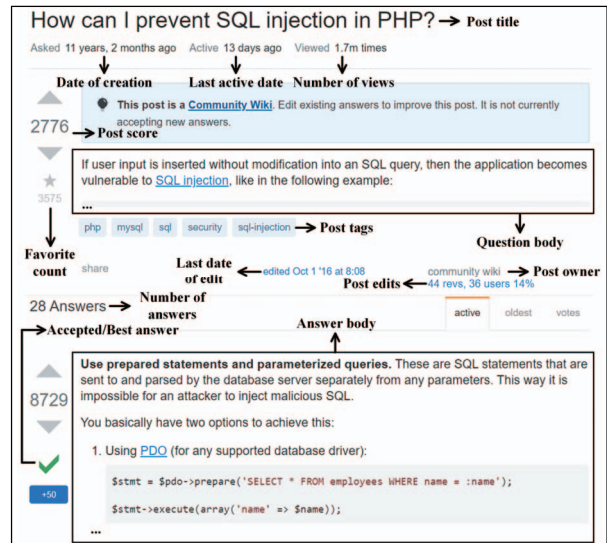 How can I prevent SQL injection in PHP? Post title
Asked 11 years, 2 months ago Active 13 days ago Viewed 1.7m times
Date of creation Last active date Number of views
This post is a Community Wiki. Edit existing answers to improve this post. It is not currently
accepting new answers.
2776 Post score
If user input is inserted without modification into an SQL query, then the application becomes
vulnerable to SQL injection, like in the following example:
3575
...
php mysql sql security sql-injection Post tags
Question body
Favorite
count
share
Last date
of edit
edited Oct 1 '16 at 8:08
community wiki Post owner
Post edits 44 revs, 36 users 14%
28 Answers Number of
answers
active oldest votes
Accepted/Best answer Answer body
Use prepared statements and parameterized queries. These are SQL statements that are
sent to and parsed by the database server separately from any parameters. This way it is
impossible for an attacker to inject malicious SQL.
8729
You basically have two options to achieve this:
1. Using PDO (for any supported database driver):
$stmt = $pdo->prepare('SELECT * FROM employees WHERE name = :name');
+50
$stmt->execute(array('name' => $name));
...